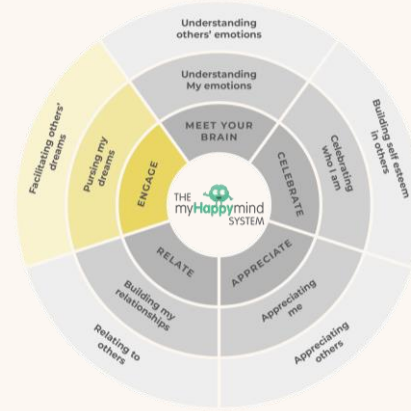 Understanding
others' emotions
Understanding
My emotions
MEET YOUR
BRAIN
Building self esteem
in others
Celebrating
who I am
CELEBRATE
Appreciating
others
Appreciating
me
APPRECIATE
Relating to
others
Building my
relationships
RELATE
Facilitating others'
dreams
Pursing my
dreams
ENGAGE
THE
myHappymind
SYSTEM